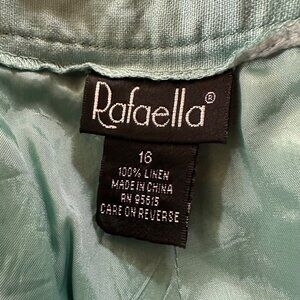 Rafaella®
16
100% LINEN
MADE IN CHINA
RN 95515
CARE ON REVERSE